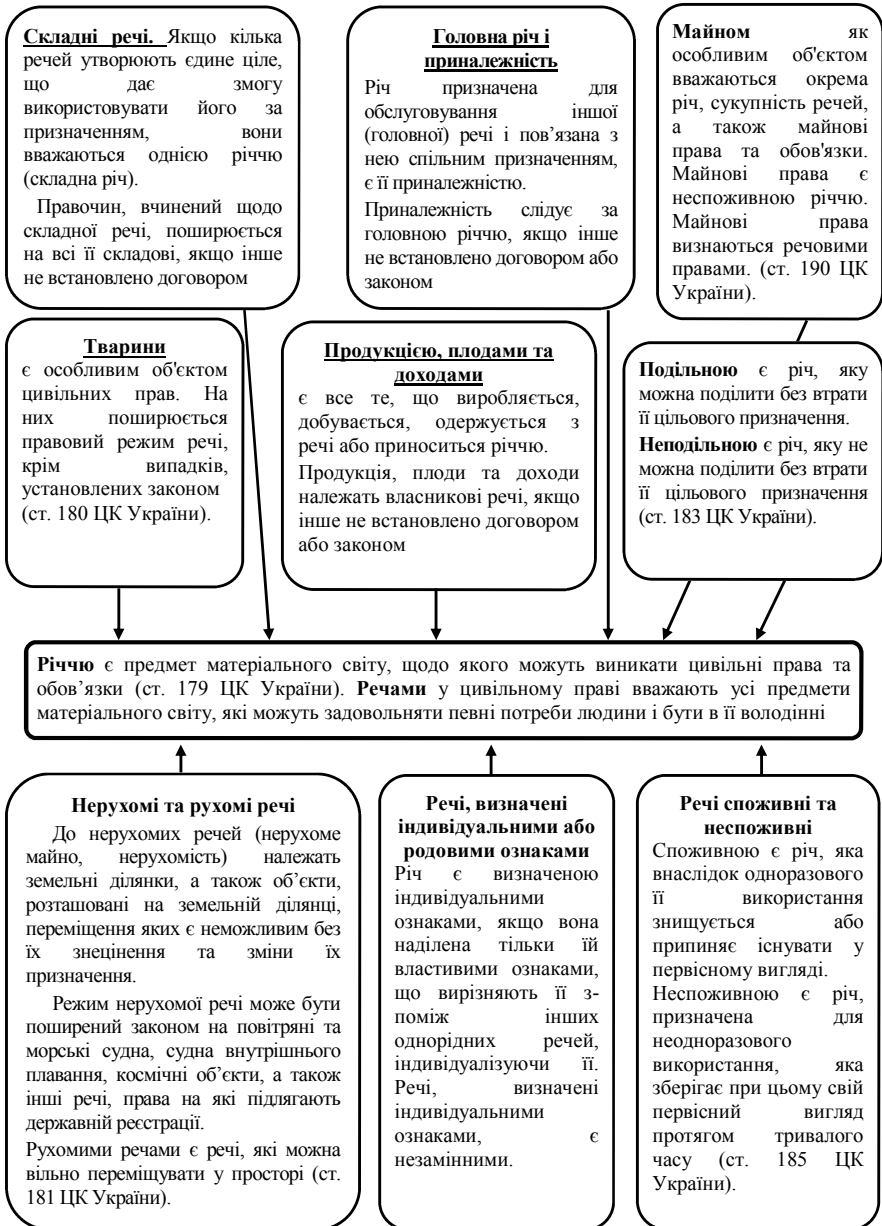 Складні речі. Якщо кілька
речей утворюють єдине ціле,
що дає змогу
використовувати його за
призначенням, вони
вважаються однією річчю
(складна річ).
Правочин, вчинений щодо
складної речі, поширюється
на всі її складові, якщо інше
не встановлено договором
Головна річ і
приналежність
Річ призначена для
обслуговування іншої
(головної) речі і пов’язана з
нею спільним призначенням,
є її приналежністю.
Приналежність слідує за
головною річчю, якщо інше
не встановлено договором або
законом
Майном як
особливим об'єктом
вважаються окрема
річ, сукупність речей,
а також майнові
права та обов'язки.
Майнові права є
неспоживною річчю.
Майнові права
визнаються речовими
правами. (ст. 190 ЦК
України).
Тварини
є особливим об'єктом
цивільних прав. На
них поширюється
правовий режим речі,
крім випадків,
установлених законом
(ст. 180 ЦК України).
Продукцією, плодами та
доходами
є все те, що виробляється,
добувається, одержується з
речі або приноситься річчю.
Продукція, плоди та доходи
належать власникові речі, якщо
інше не встановлено договором
або законом
Подільною є річ, яку
можна поділити без втрати
її цільового призначення.
Неподільною є річ, яку не
можна поділити без втрати
її цільового призначення
(ст. 183 ЦК України).
Річчю є предмет матеріального світу, щодо якого можуть виникати цивільні права та
обов’язки (ст. 179 ЦК України). Речами у цивільному праві вважають усі предмети
матеріального світу, які можуть задовольняти певні потреби людини і бути в її володінні
Нерухомі та рухомі речі
До нерухомих речей (нерухоме
майно, нерухомість) належать
земельні ділянки, а також об’єкти,
розташовані на земельній ділянці,
переміщення яких є неможливим без
їх знецінення та зміни їх
призначення.
Режим нерухомої речі може бути
поширений законом на повітряні та
морські судна, судна внутрішнього
плавання, космічні об’єкти, а також
інші речі, права на які підлягають
державній реєстрації.
Рухомими речами є речі, які можна
вільно переміщувати у просторі (ст.
181 ЦК України).
Речі, визначені
індивідуальними або
родовими ознаками
Річ є визначеною
індивідуальними
ознаками, якщо вона
наділена тільки їй
властивими ознаками,
що вирізняють її з-
поміж інших
однорідних речей,
індивідуалізуючи її.
Речі, визначені
індивідуальними
ознаками, є
незамінними.
Речі споживні та
неспоживні
Споживною є річ, яка
внаслідок одноразового
її використання
знищується або
припиняє існувати у
первісному вигляді.
Неспоживною є річ,
призначена для
неодноразового
використання, яка
зберігає при цьому свій
первісний вигляд
протягом тривалого
часу (ст. 185 ЦК
України).